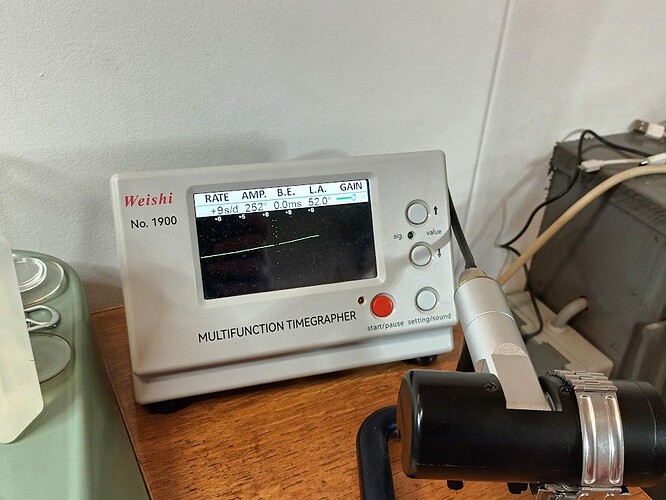 Weishi
No. 1900
RATE AMP. B.E. L.A. GAIN
+9s/d 252° 0.0ms 52.0°
sig. value
MULTIFUNCTION TIMEGRAPHER
start/pause setting/sound